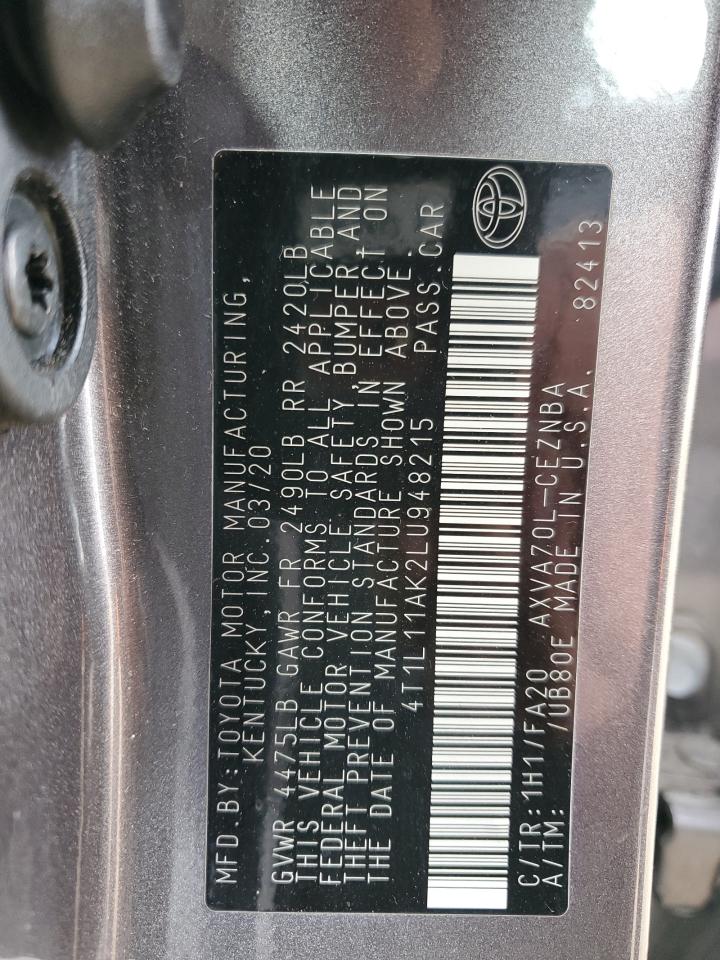 MFD.BY:TOYOTA MOTOR MANUFACTURING,
KENTUCKY,INC.03/20
GVWR 4475LB GAWR FR 2490LB RR 2420LB
THIS VEHICLE CONFORMS TO ALL APPLICABLE
FEDERAL MOTOR VEHICLE SAFETY,BUMPER,AND
THEFT PREVENTION STANDARDS IN EFFECT ON
THE DATE OF MANUFACTURE SHOWN ABOVE.
4T1L11AK2LU948215 PASS.CAR
C/TR:1H1/FA20 AXVA70L-CEZNBA
A/TM: /UB80E MADE IN U.S.A. 82413